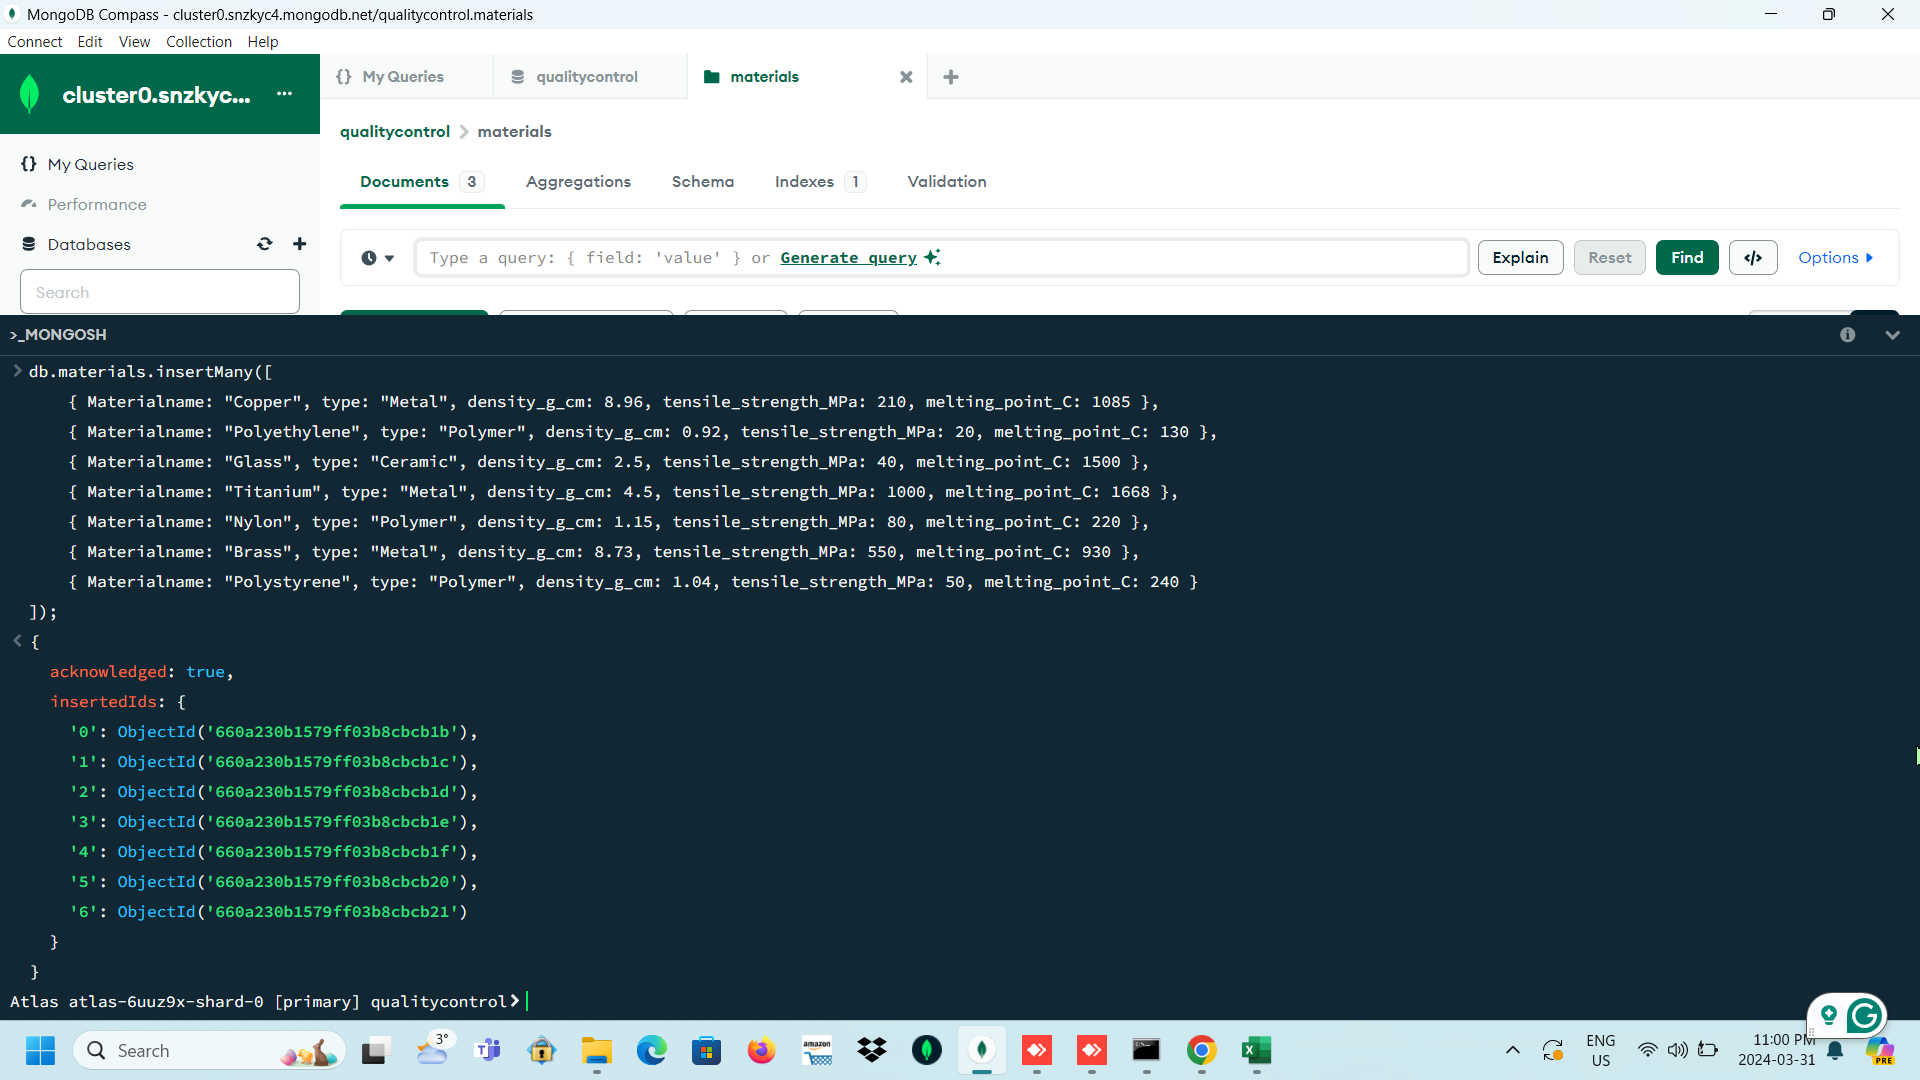 MongoDB Compass - cluster0.snzkyc4.mongodb.net/qualitycontrol.materials
Connect Edit View Collection Help
cluster0.snzkyc... ...
{} My Queries
qualitycontrol
materials
qualitycontrol > materials
{} My Queries
Performance
Databases
Search
Documents 3 Aggregations Schema Indexes 1 Validation
Type a query: { field: 'value' } or Generate query
Explain Reset Find </> Options
>_MONGOSH
> db.materials.insertMany([
{ Materialname: "Copper", type: "Metal", density_g_cm: 8.96, tensile_strength_MPa: 210, melting_point_C: 1085 },
{ Materialname: "Polyethylene", type: "Polymer", density_g_cm: 0.92, tensile_strength_MPa: 20, melting_point_C: 130 },
{ Materialname: "Glass", type: "Ceramic", density_g_cm: 2.5, tensile_strength_MPa: 40, melting_point_C: 1500 },
{ Materialname: "Titanium", type: "Metal", density_g_cm: 4.5, tensile_strength_MPa: 1000, melting_point_C: 1668 },
{ Materialname: "Nylon", type: "Polymer", density_g_cm: 1.15, tensile_strength_MPa: 80, melting_point_C: 220 },
{ Materialname: "Brass", type: "Metal", density_g_cm: 8.73, tensile_strength_MPa: 550, melting_point_C: 930 },
{ Materialname: "Polystyrene", type: "Polymer", density_g_cm: 1.04, tensile_strength_MPa: 50, melting_point_C: 240 }
]);
< {
acknowledged: true,
insertedIds: {
'0': ObjectId('660a230b1579ff03b8cbcb1b'),
'1': ObjectId('660a230b1579ff03b8cbcb1c'),
'2': ObjectId('660a230b1579ff03b8cbcb1d'),
'3': ObjectId('660a230b1579ff03b8cbcb1e'),
'4': ObjectId('660a230b1579ff03b8cbcb1f'),
'5': ObjectId('660a230b1579ff03b8cbcb20'),
'6': ObjectId('660a230b1579ff03b8cbcb21')
}
}
Atlas atlas-6uuz9x-shard-0 [primary] qualitycontrol>
Search
3°
amazon
ENG
US
11:00 PM
2024-03-31
PRE